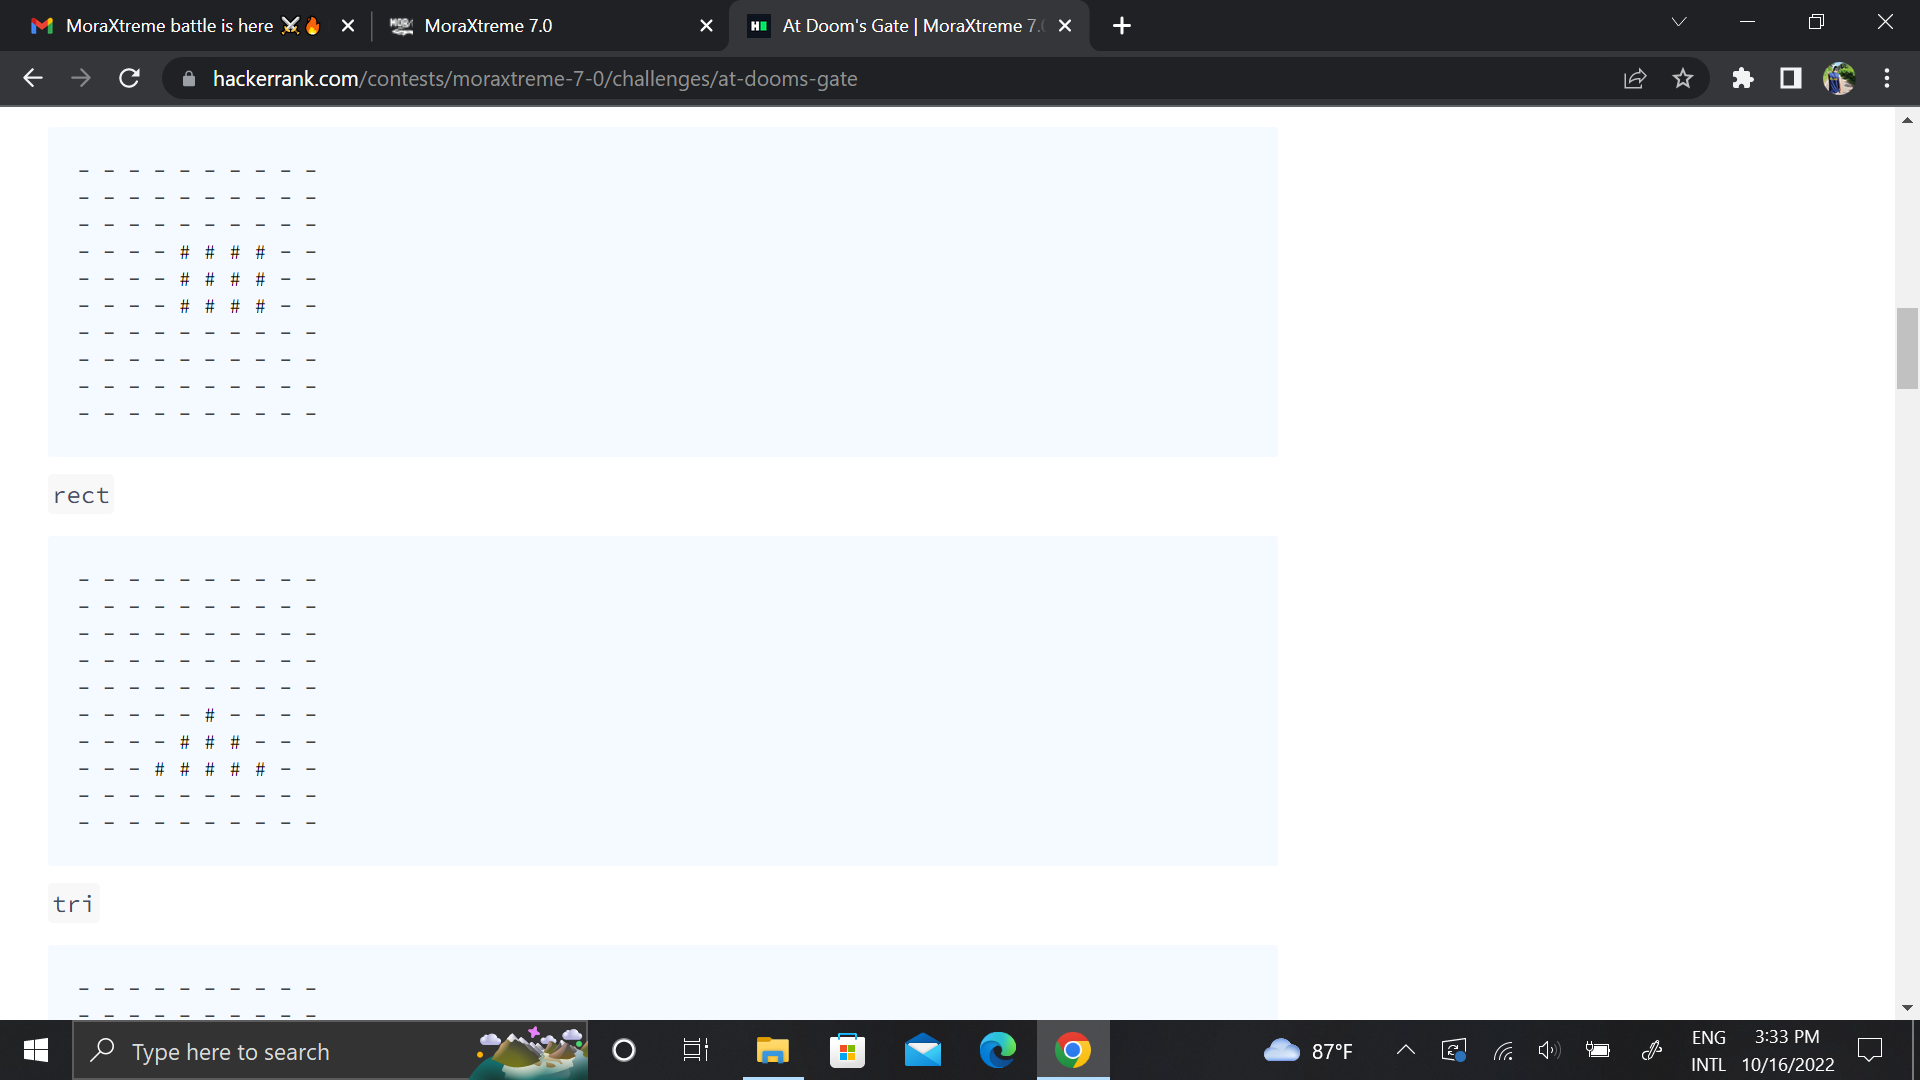 MoraXtreme battle is here ⚔️🔥
MoraXtreme 7.0
At Doom's Gate | MoraXtreme 7.0
hackerrank.com/contests/moraxtreme-7-0/challenges/at-dooms-gate
- - - - - - - - - -
- - - - - - - - - -
- - - - - - - - - -
- - - - # # # # - -
- - - - # # # # - -
- - - - # # # # - -
- - - - - - - - - -
- - - - - - - - - -
- - - - - - - - - -
- - - - - - - - - -
rect
- - - - - - - - - -
- - - - - - - - - -
- - - - - - - - - -
- - - - - - - - - -
- - - - - - - - - -
- - - - - # - - - -
- - - - # # # - - -
- - - # # # # # - -
- - - - - - - - - -
- - - - - - - - - -
tri
- - - - - - - - - -
- - - - - - - - - -
Type here to search
87°F
ENG
INTL
3:33 PM
10/16/2022